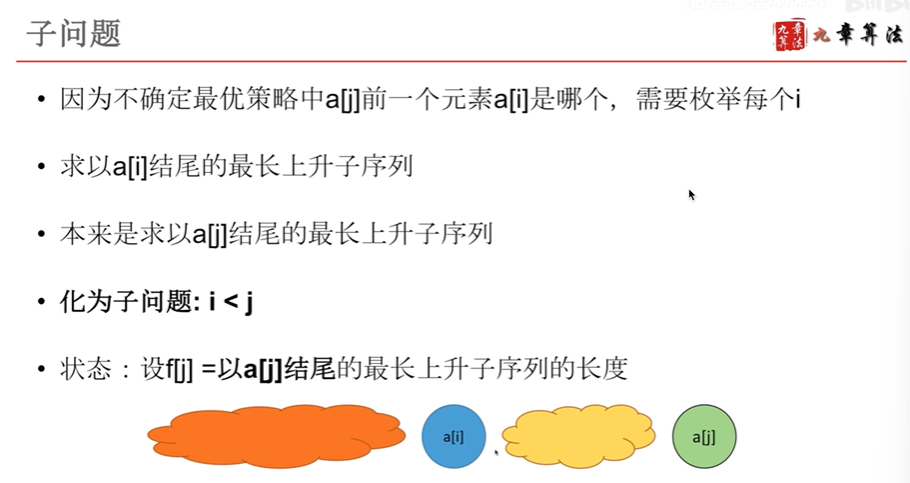 子问题
九章算法 九章算法
• 因为不确定最优策略中a[j]前一个元素a[i]是哪个，需要枚举每个i
• 求以a[i]结尾的最长上升子序列
• 本来是求以a[j]结尾的最长上升子序列
• 化为子问题: i < j
• 状态：设f[j] =以a[j]结尾的最长上升子序列的长度
a[i] a[j]